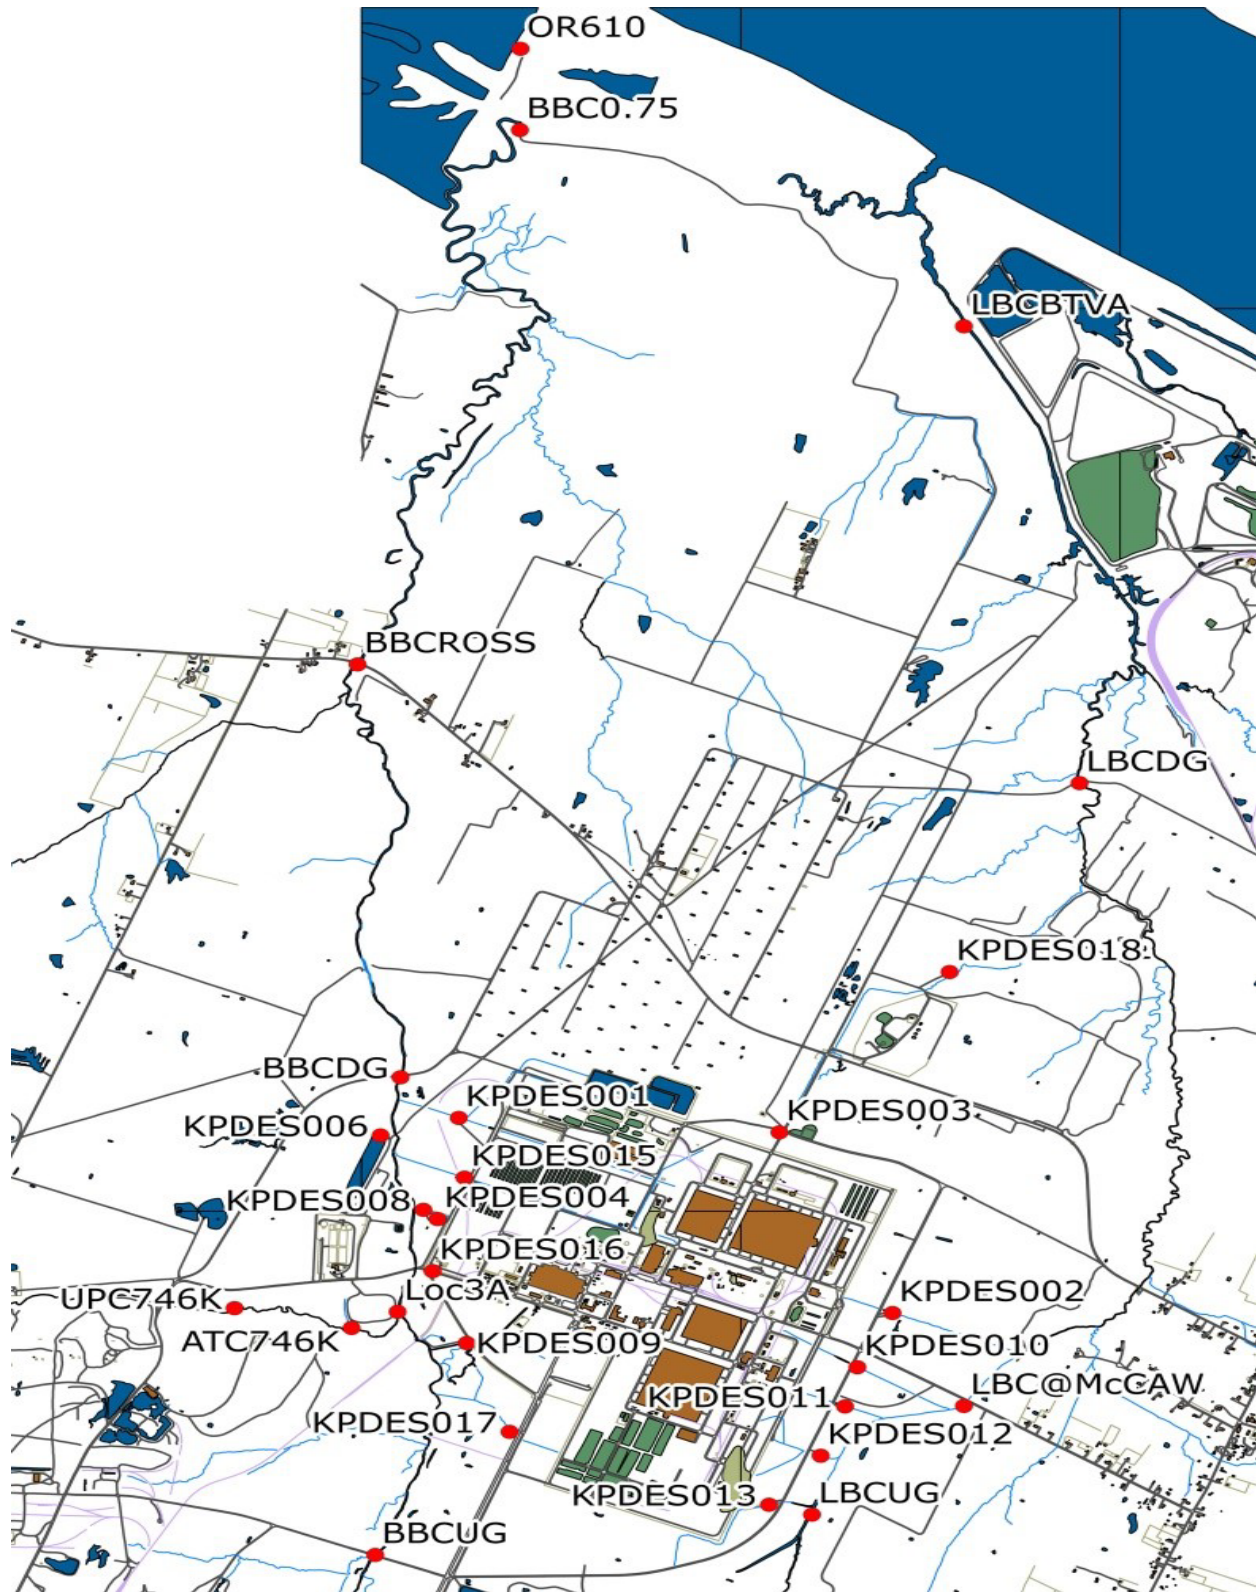 OR610
BBC0.75
LBCBTVA
BBCROSS
LBCDG
KPDES018
BBCDG
KPDES001
KPDES003
KPDES006
KPDES015
KPDES008
KPDES004
KPDES016
UPC746K
Loc3A
KPDES002
ATC746K
KPDES009
KPDES010
KPDES011
LBC@McCAW
KPDES017
KPDES012
KPDES013
LBCUG
BBCUG